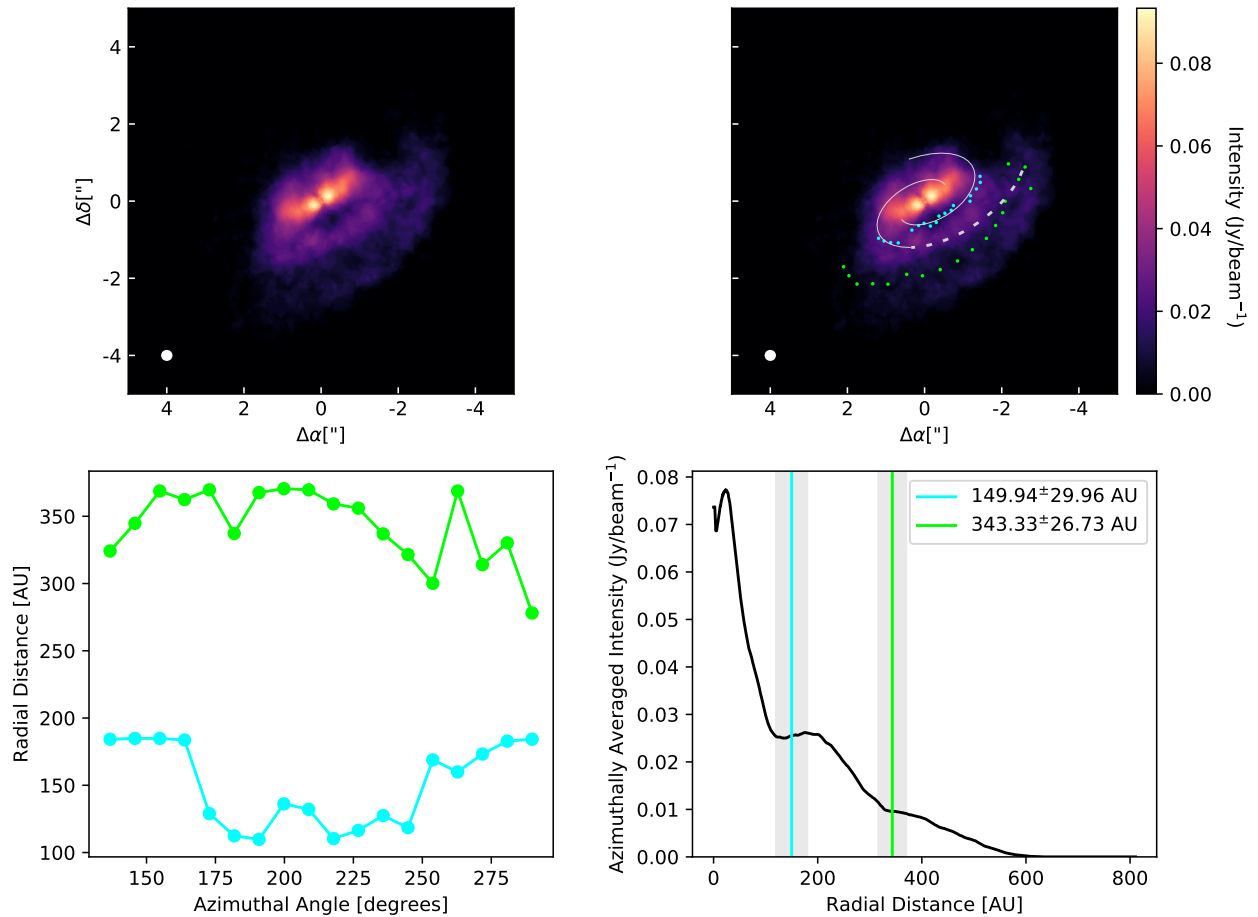 4
2
0
-2
-4
Δδ["]
4 2 0 -2 -4
Δα["]
4 2 0 -2 -4
Δα["]
0.08
0.06
0.04
0.02
0.00
Intensity (Jy/beam⁻¹)
350
300
250
200
150
100
Radial Distance [AU]
150 175 200 225 250 275
Azimuthal Angle [degrees]
0.08
0.07
0.06
0.05
0.04
0.03
0.02
0.01
0.00
Azimuthally Averaged Intensity (Jy/beam⁻¹)
149.94±29.96 AU
343.33±26.73 AU
0 200 400 600 800
Radial Distance [AU]